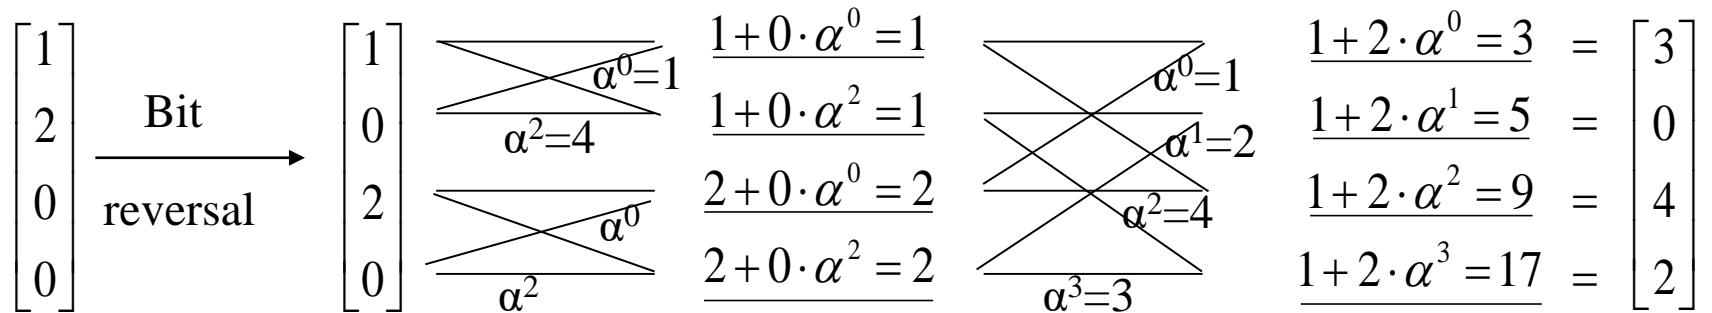 [1 2 0 0]
Bit
reversal
[1 0 2 0]
α⁰=1
α²=4
α⁰
α²
1+0·α⁰=1
1+0·α²=1
2+0·α⁰=2
2+0·α²=2
α⁰=1
α¹=2
α²=4
α³=3
1+2·α⁰=3 =
1+2·α¹=5 =
1+2·α²=9 =
1+2·α³=17 =
[3 0 4 2]